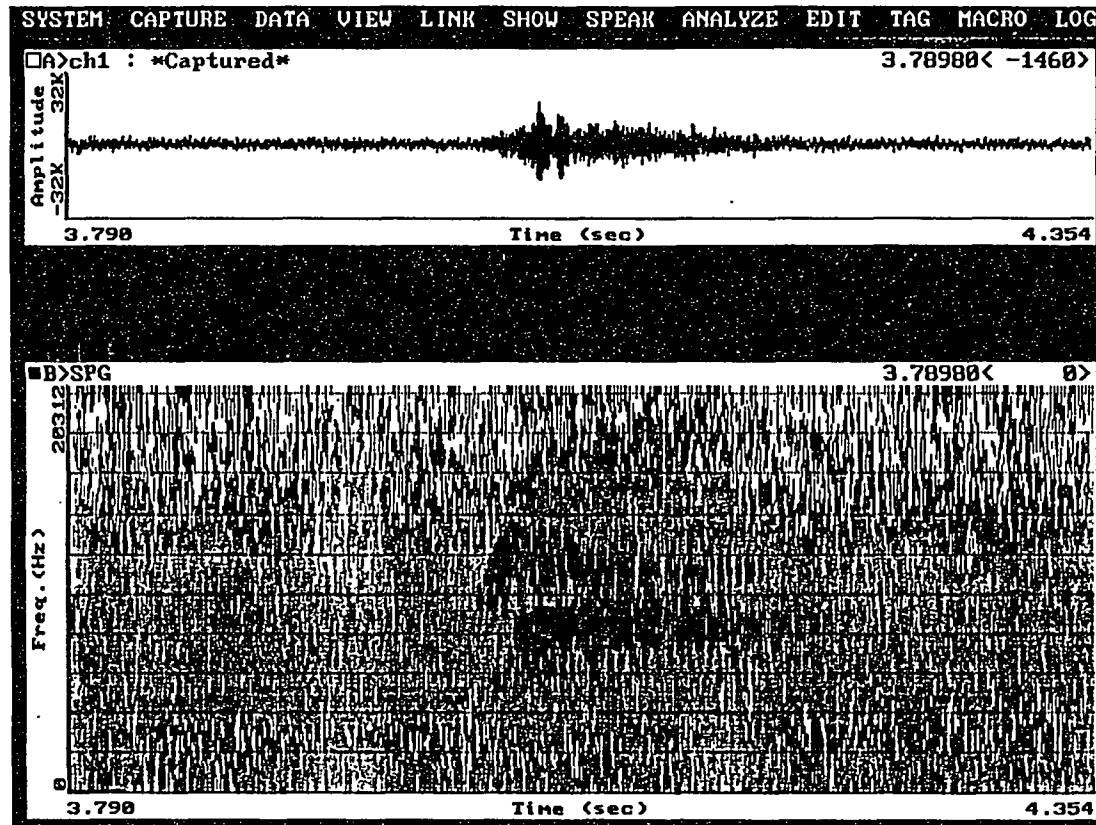 SYSTEM CAPTURE DATA VIEW LINK SHOW SPEAK ANALYZE EDIT TAG MACRO LOG
□A>ch1 : *Captured* 3.78980< -1460>
Amplitude
32K
-32K
3.790 Time (sec) 4.354
■B>SPG 3.78980< 0>
20312
Freq.(Hz)
0
3.790 Time (sec) 4.354